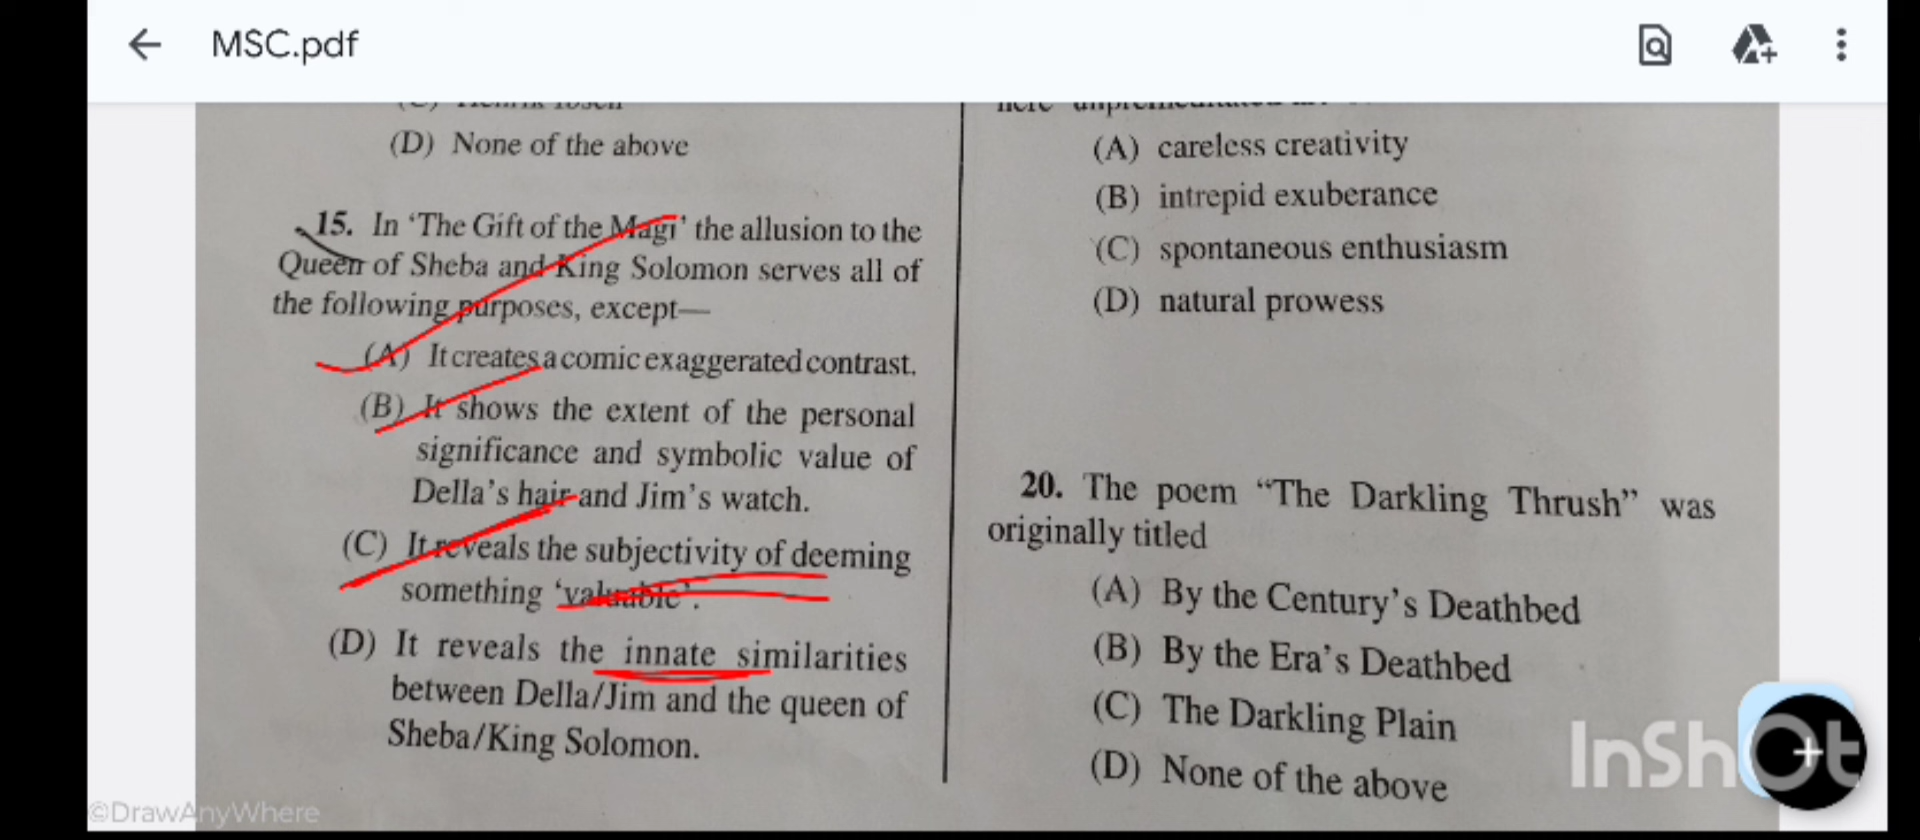 MSC.pdf
(D) None of the above
15. In ‘The Gift of the Magi’ the allusion to the
Queen of Sheba and King Solomon serves all of
the following purposes, except—
(A) It creates a comic exaggerated contrast.
(B) It shows the extent of the personal
significance and symbolic value of
Della’s hair and Jim’s watch.
(C) It reveals the subjectivity of deeming
something ‘valuable’.
(D) It reveals the innate similarities
between Della/Jim and the queen of
Sheba/King Solomon.
(A) careless creativity
(B) intrepid exuberance
(C) spontaneous enthusiasm
(D) natural prowess
20. The poem “The Darkling Thrush” was
originally titled
(A) By the Century’s Deathbed
(B) By the Era’s Deathbed
(C) The Darkling Plain
(D) None of the above
InShOt
©DrawAnyWhere